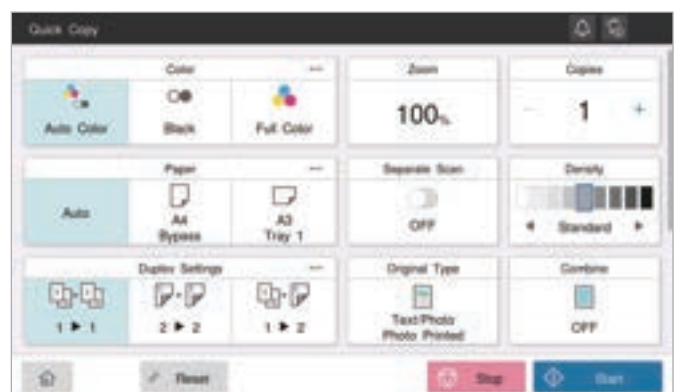 Quick Copy
Color
Zoom
Copies
Auto Color
Black
Full Color
100%
1
Paper
Separate Scan
Density
Auto
A4
Bypass
A3
Tray 1
OFF
Standard
Duplex Settings
Original Type
Combine
1 ▶ 1
2 ▶ 2
1 ▶ 2
Text/Photo
Photo Printed
OFF
Reset
Stop
Start